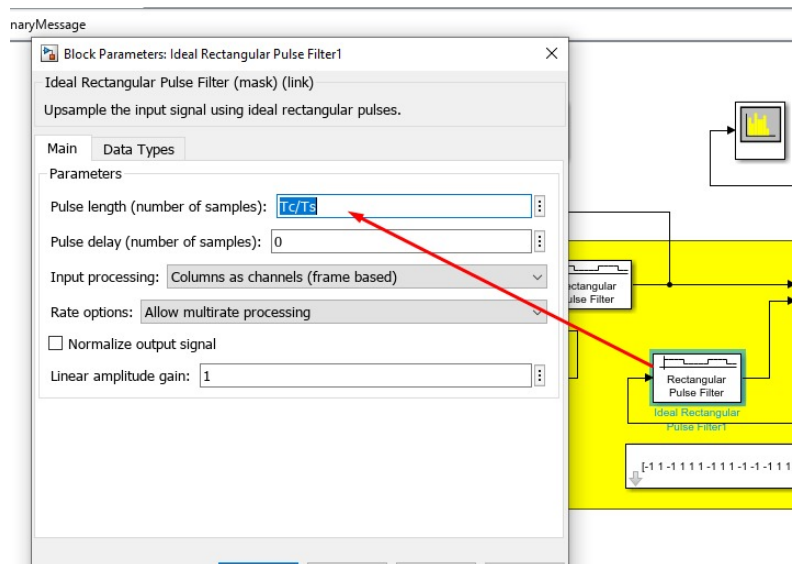 naryMessage
Block Parameters: Ideal Rectangular Pulse Filter1
Ideal Rectangular Pulse Filter (mask) (link)
Upsample the input signal using ideal rectangular pulses.
Main Data Types
Parameters
Pulse length (number of samples): Tc/Ts
Pulse delay (number of samples): 0
Input processing: Columns as channels (frame based)
Rate options: Allow multirate processing
Normalize output signal
Linear amplitude gain: 1
ectangular
ulse Filter
Rectangular
Pulse Filter
Ideal Rectangular
Pulse Filter1
[-1 1 -1 1 1 1 -1 1 1 -1 -1 -1 1 1